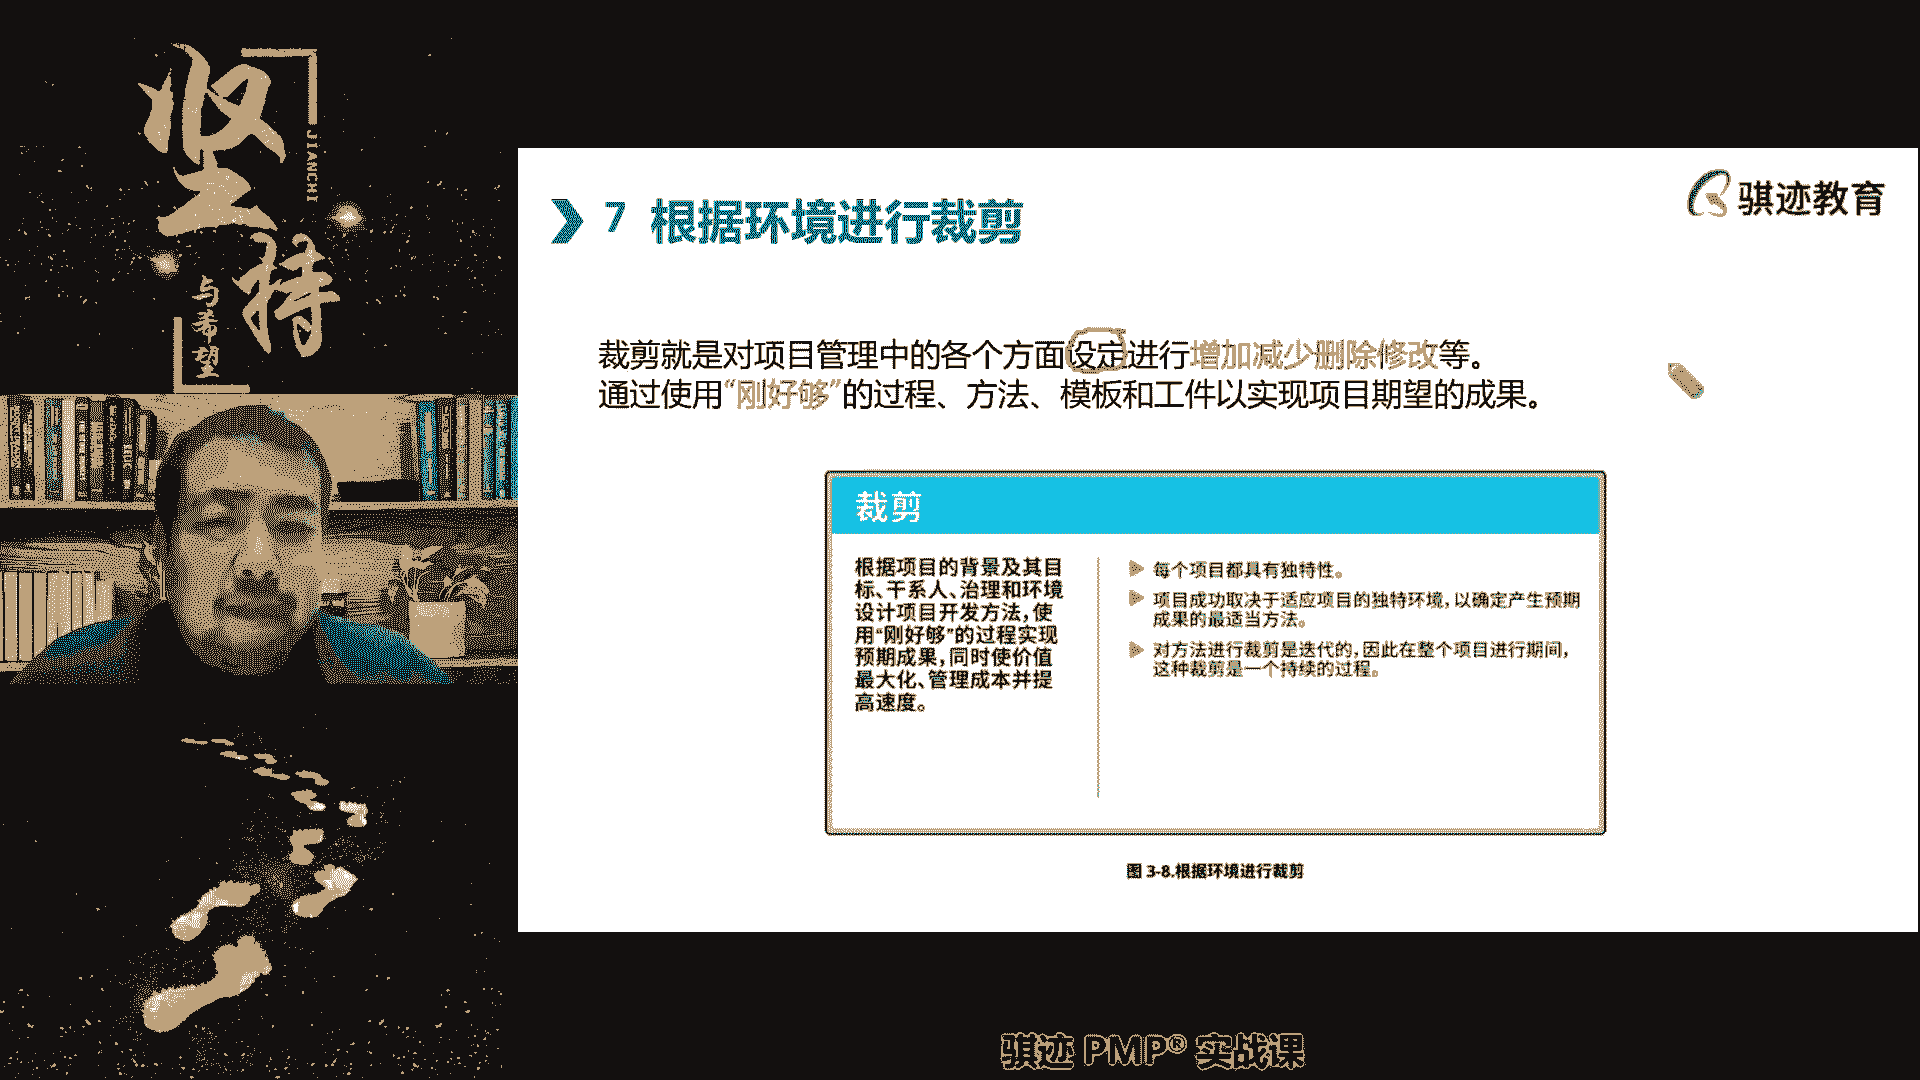 坚持
JIANCHI
与希望
骐迹教育
7 根据环境进行裁剪
裁剪就是对项目管理中的各个方面设定进行增加减少删除修改等。
通过使用“刚好够”的过程、方法、模板和工件以实现项目期望的成果。
裁剪
根据项目的背景及其目
标、干系人、治理和环境
设计项目开发方法,使
用“刚好够”的过程实现
预期成果,同时使价值
最大化、管理成本并提
高速度。
每个项目都具有独特性。
项目成功取决于适应项目的独特环境,以确定产生预期
成果的最适当方法。
对方法进行裁剪是迭代的,因此在整个项目进行期间,
这种裁剪是一个持续的过程。
图 3-8.根据环境进行裁剪
骐迹 PMP® 实战课